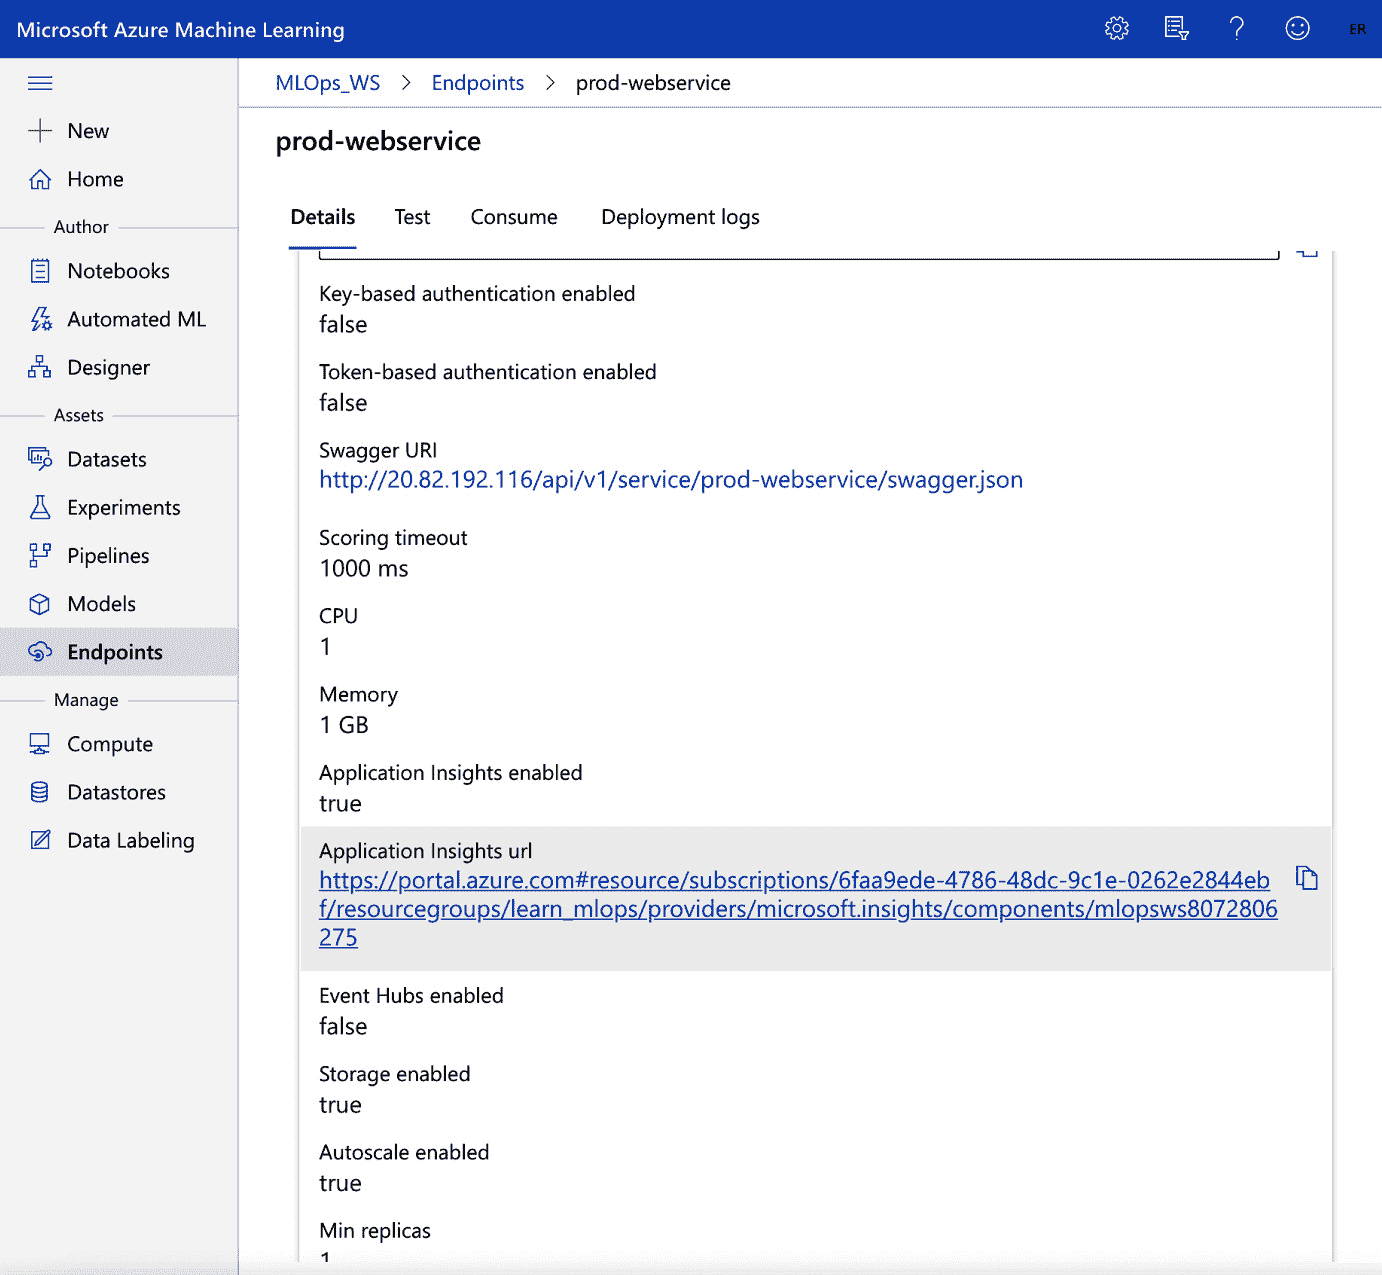 Microsoft Azure Machine Learning
ER
MLOps_WS > Endpoints > prod-webservice
New
Home
Author
Notebooks
Automated ML
Designer
Assets
Datasets
Experiments
Pipelines
Models
Endpoints
Manage
Compute
Datastores
Data Labeling
prod-webservice
Details Test Consume Deployment logs
Key-based authentication enabled
false
Token-based authentication enabled
false
Swagger URI
http://20.82.192.116/api/v1/service/prod-webservice/swagger.json
Scoring timeout
1000 ms
CPU
1
Memory
1 GB
Application Insights enabled
true
Application Insights url
https://portal.azure.com#resource/subscriptions/6faa9ede-4786-48dc-9c1e-0262e2844eb
f/resourcegroups/learn_mlops/providers/microsoft.insights/components/mlopsws8072806
275
Event Hubs enabled
false
Storage enabled
true
Autoscale enabled
true
Min replicas
1